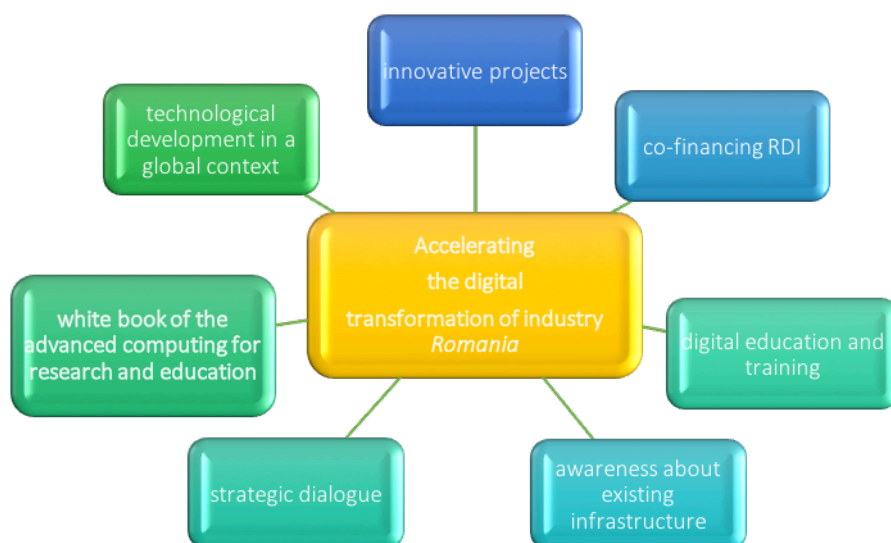 innovative projects
technological
development in a
global context
co-financing RDI
Accelerating
the digital
transformation of industry
Romania
white book of the
advanced computing for
research and education
digital education and
training
strategic dialogue
awareness about
existing
infrastructure